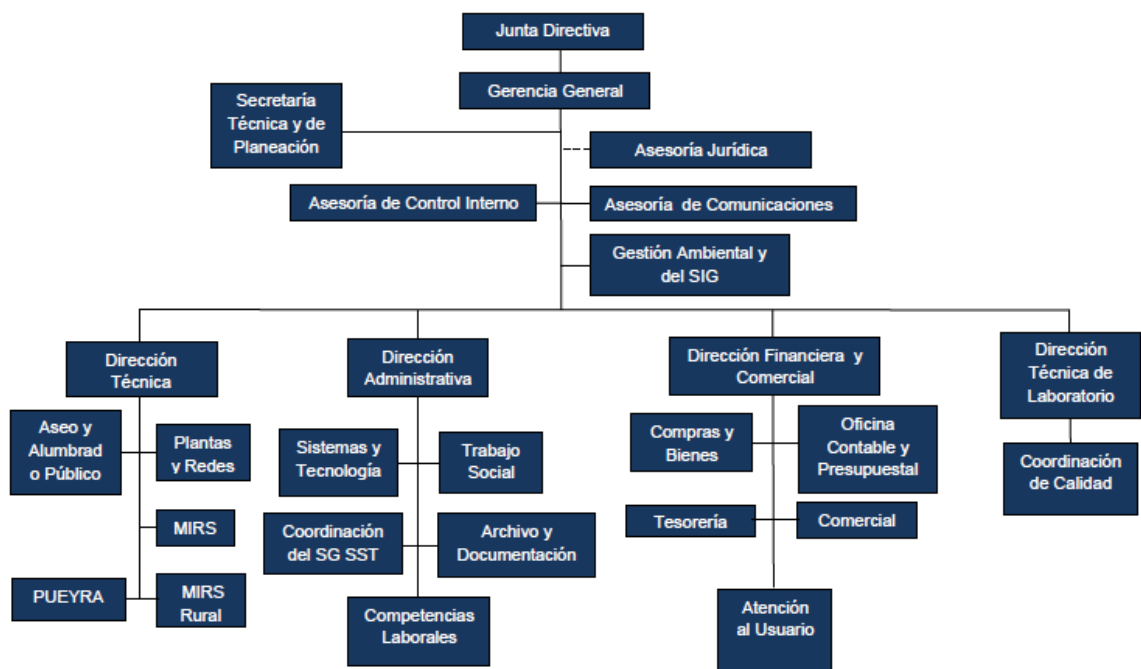 Junta Directiva
Gerencia General
Secretaría
Técnica y de
Planeación
Asesoría Jurídica
Asesoría de Control Interno
Asesoría de Comunicaciones
Gestión Ambiental y
del SIG
Dirección
Técnica
Dirección
Administrativa
Dirección Financiera y
Comercial
Dirección
Técnica de
Laboratorio
Aseo y
Alumbrad
o Público
Plantas
y Redes
MIRS
PUEYRA
MIRS
Rural
Sistemas y
Tecnología
Trabajo
Social
Coordinación
del SG SST
Archivo y
Documentación
Competencias
Laborales
Compras y
Bienes
Oficina
Contable y
Presupuestal
Tesorería
Comercial
Atención
al Usuario
Coordinación
de Calidad